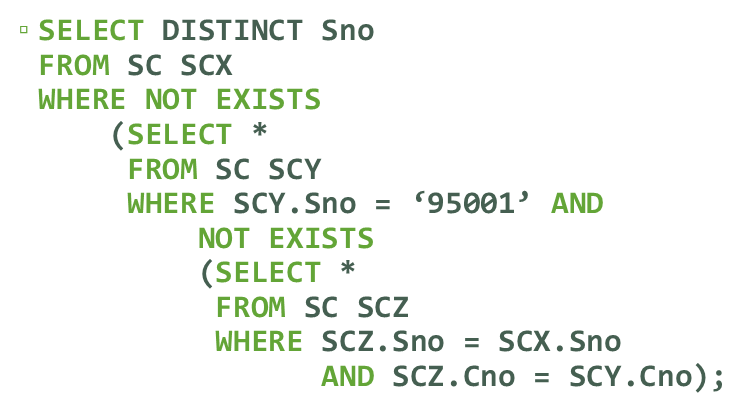 ▫ SELECT DISTINCT Sno
FROM SC SCX
WHERE NOT EXISTS
(SELECT *
FROM SC SCY
WHERE SCY.Sno = ‘95001’ AND
NOT EXISTS
(SELECT *
FROM SC SCZ
WHERE SCZ.Sno = SCX.Sno
AND SCZ.Cno = SCY.Cno);